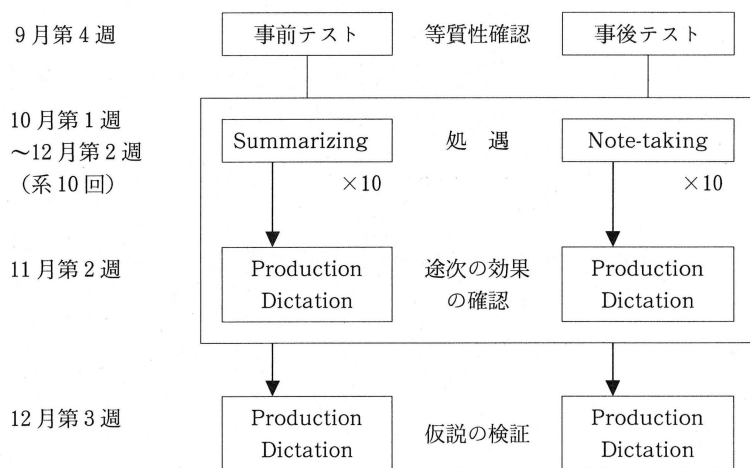 9月第4週 事前テスト 等質性確認 事後テスト
10月第1週
～12月第2週
（系10回）
Summarizing 処 遇 Note-taking
×10 ×10
11月第2週
Production
Dictation
途次の効果
の確認
Production
Dictation
12月第3週
Production
Dictation
仮説の検証
Production
Dictation